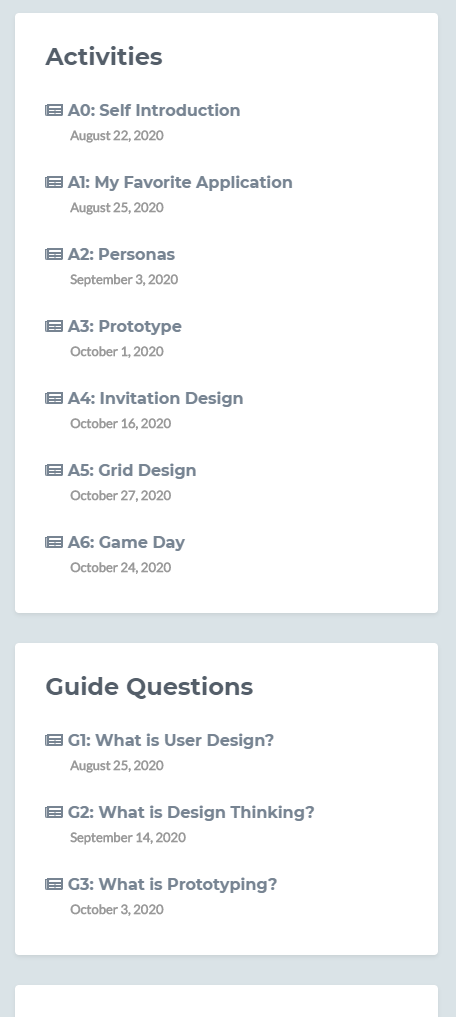 Activities
A0: Self Introduction
August 22, 2020
A1: My Favorite Application
August 25, 2020
A2: Personas
September 3, 2020
A3: Prototype
October 1, 2020
A4: Invitation Design
October 16, 2020
A5: Grid Design
October 27, 2020
A6: Game Day
October 24, 2020
Guide Questions
G1: What is User Design?
August 25, 2020
G2: What is Design Thinking?
September 14, 2020
G3: What is Prototyping?
October 3, 2020